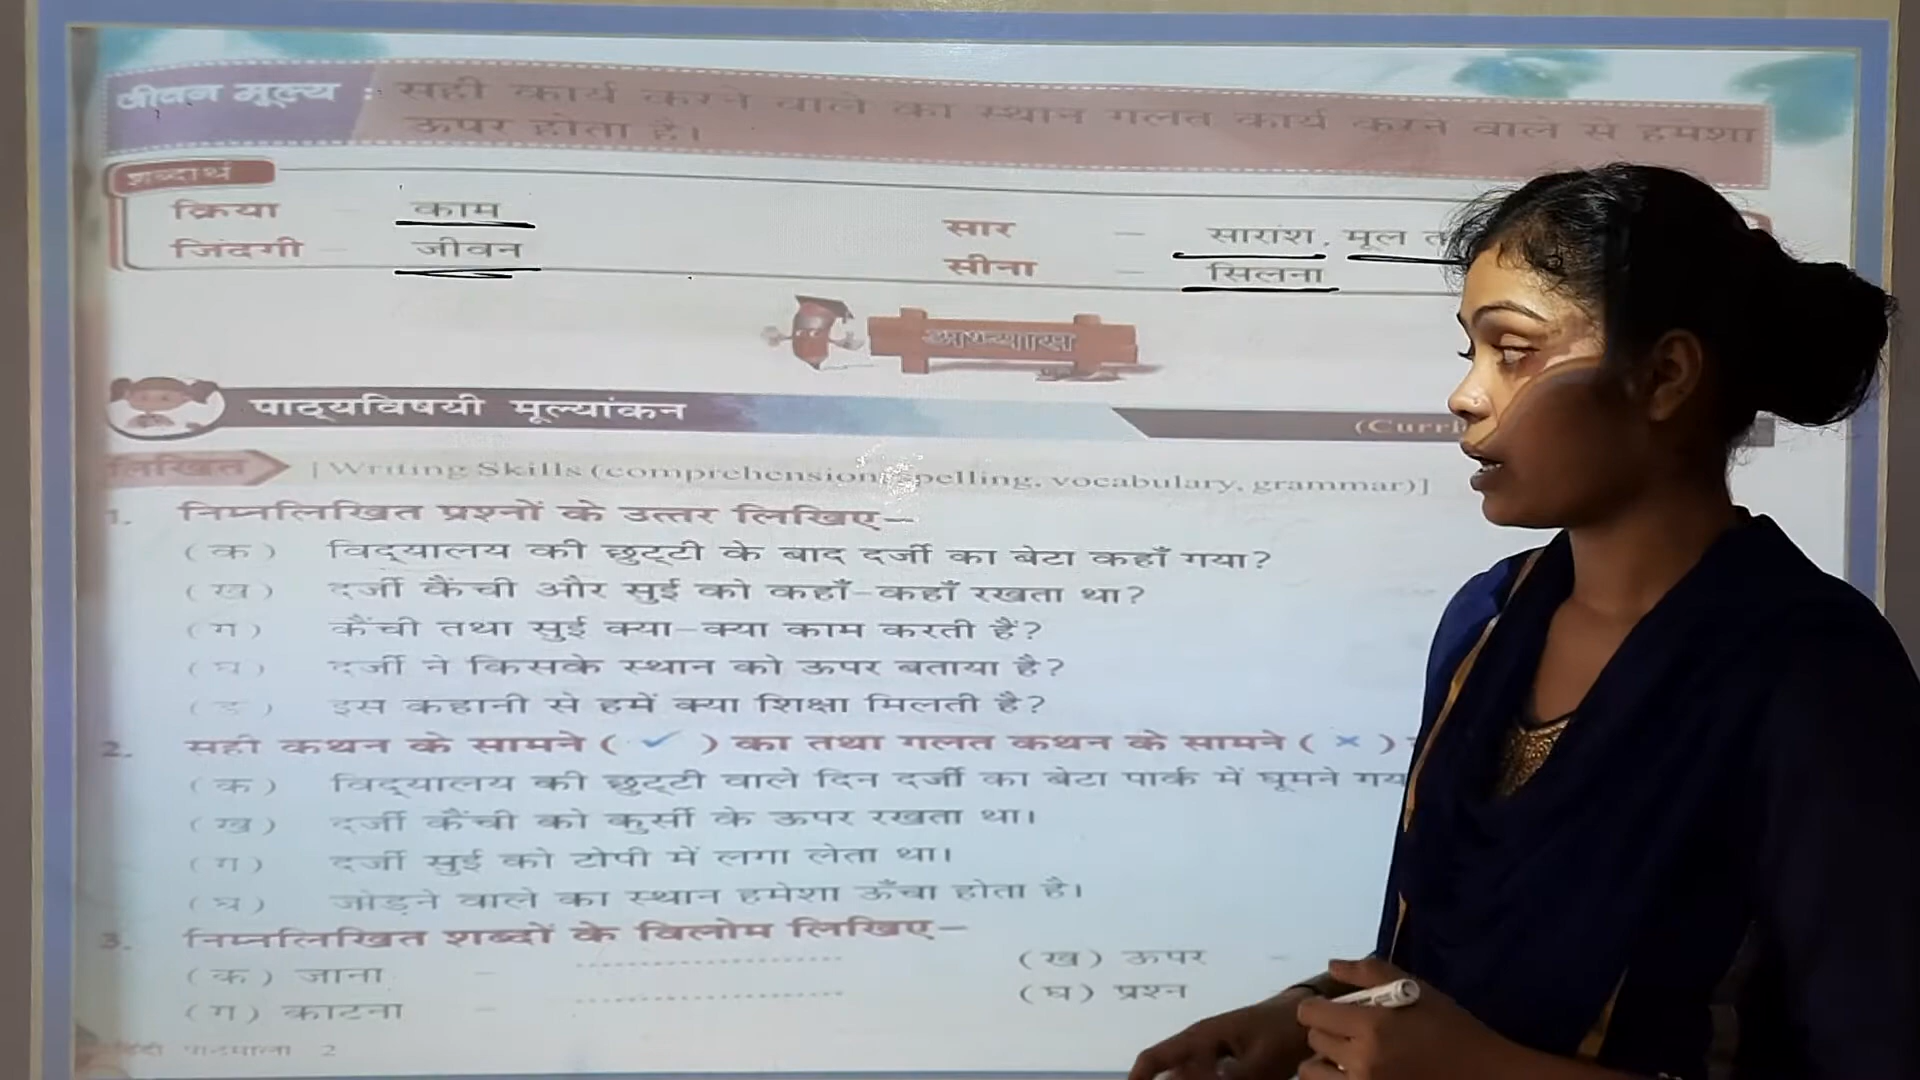 जीवन मूल्य : सही कार्य करने वाले का स्थान गलत कार्य करने वाले से हमेशा
ऊपर होता है।
शब्दार्थ
क्रिया – काम
सार – सारांश, मूल
जिंदगी – जीवन
सीना – सिलना
अभ्यास
पाठ्यविषयी मूल्यांकन
लिखित [Writing Skills (comprehension, spelling, vocabulary, grammar)]
1. निम्नलिखित प्रश्नों के उत्तर लिखिए–
(क) विद्यालय की छुट्टी के बाद दर्जी का बेटा कहाँ गया?
(ख) दर्जी कैंची और सुई को कहाँ-कहाँ रखता था?
(ग) कैंची तथा सुई क्या-क्या काम करती हैं?
(घ) दर्जी ने किसके स्थान को ऊपर बताया है?
(ङ) इस कहानी से हमें क्या शिक्षा मिलती है?
2. सही कथन के सामने ( ✓ ) का तथा गलत कथन के सामने ( × )
(क) विद्यालय की छुट्टी वाले दिन दर्जी का बेटा पार्क में घूमने
(ख) दर्जी कैंची को कुर्सी के ऊपर रखता था।
(ग) दर्जी सुई को टोपी में लगा लेता था।
(घ) जोड़ने वाले का स्थान हमेशा ऊँचा होता है।
3. निम्नलिखित शब्दों के विलोम लिखिए–
(क) जाना – ....................
(ख) ऊपर –
(ग) काटना – ....................
(घ) प्रश्न
हिंदी पाठमाला 2